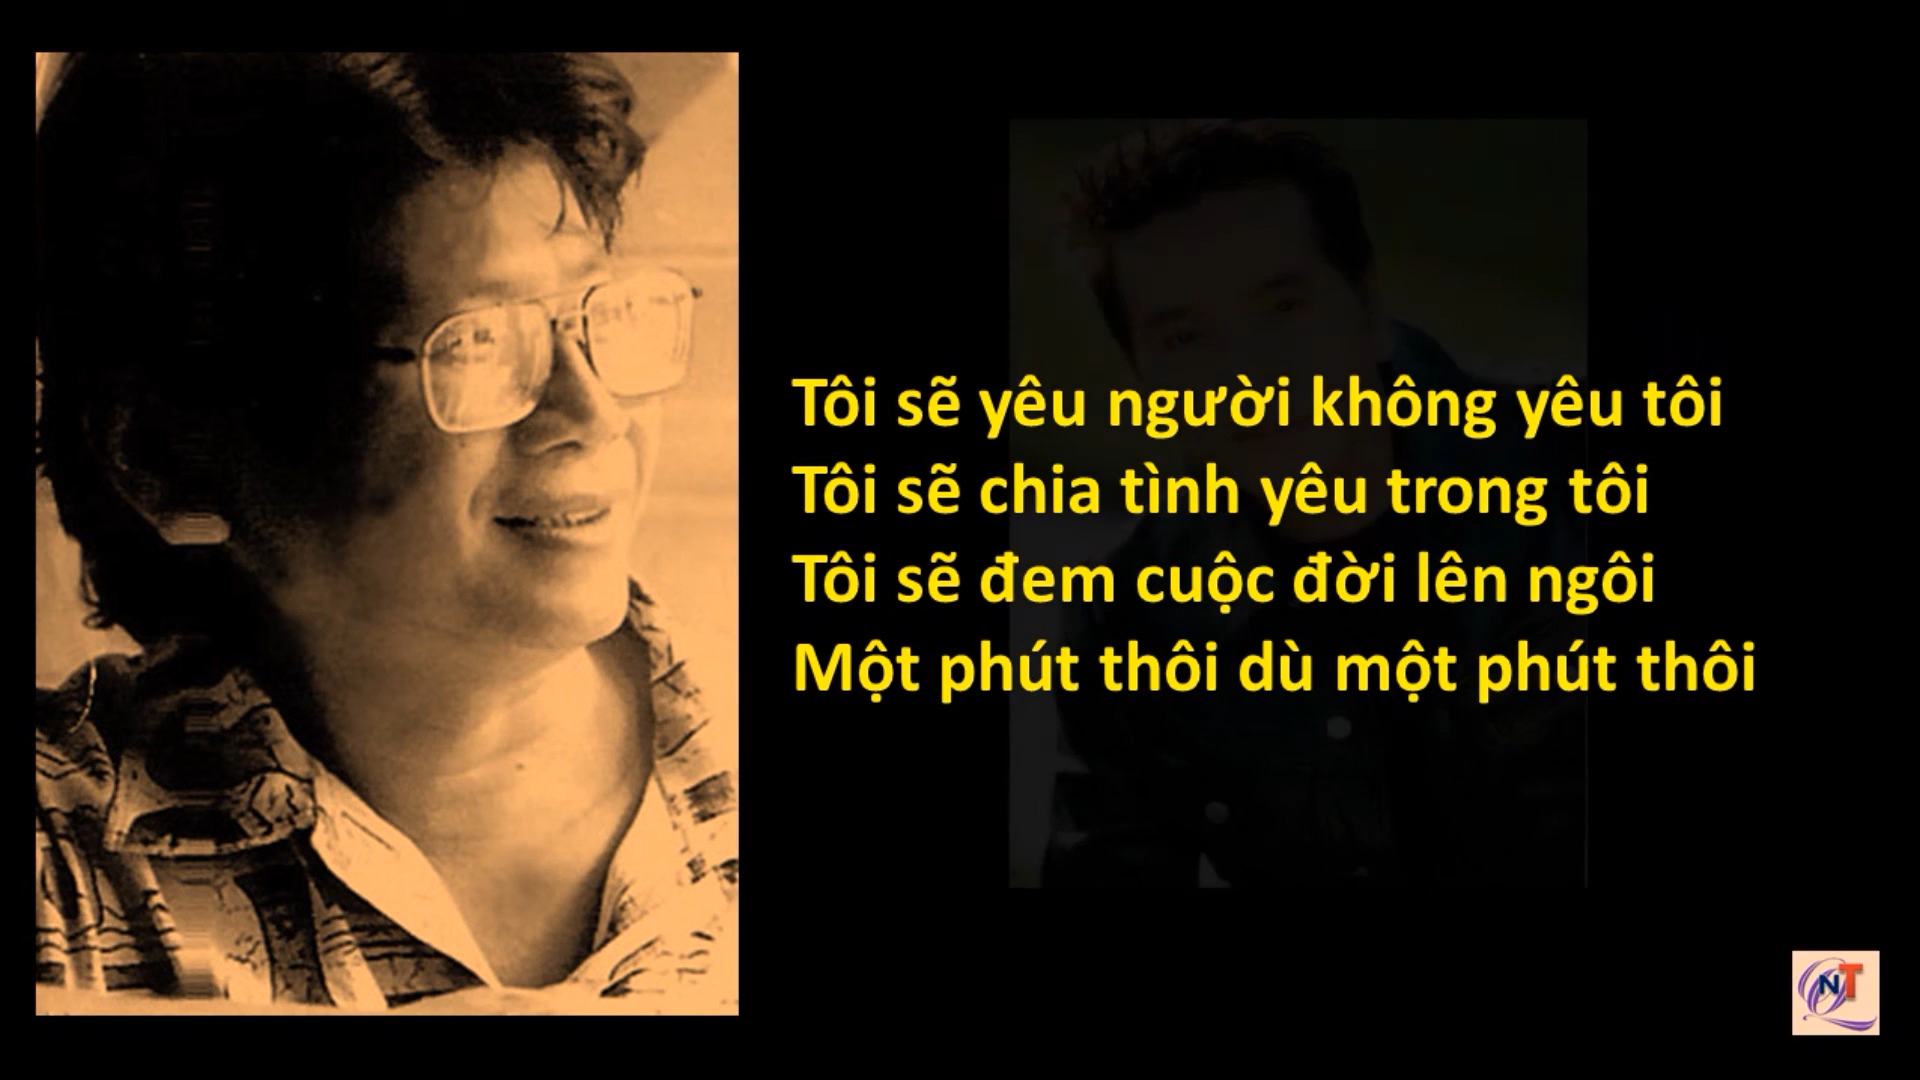 Tôi sẽ yêu người không yêu tôi
Tôi sẽ chia tình yêu trong tôi
Tôi sẽ đem cuộc đời lên ngôi
Một phút thôi dù một phút thôi
NT